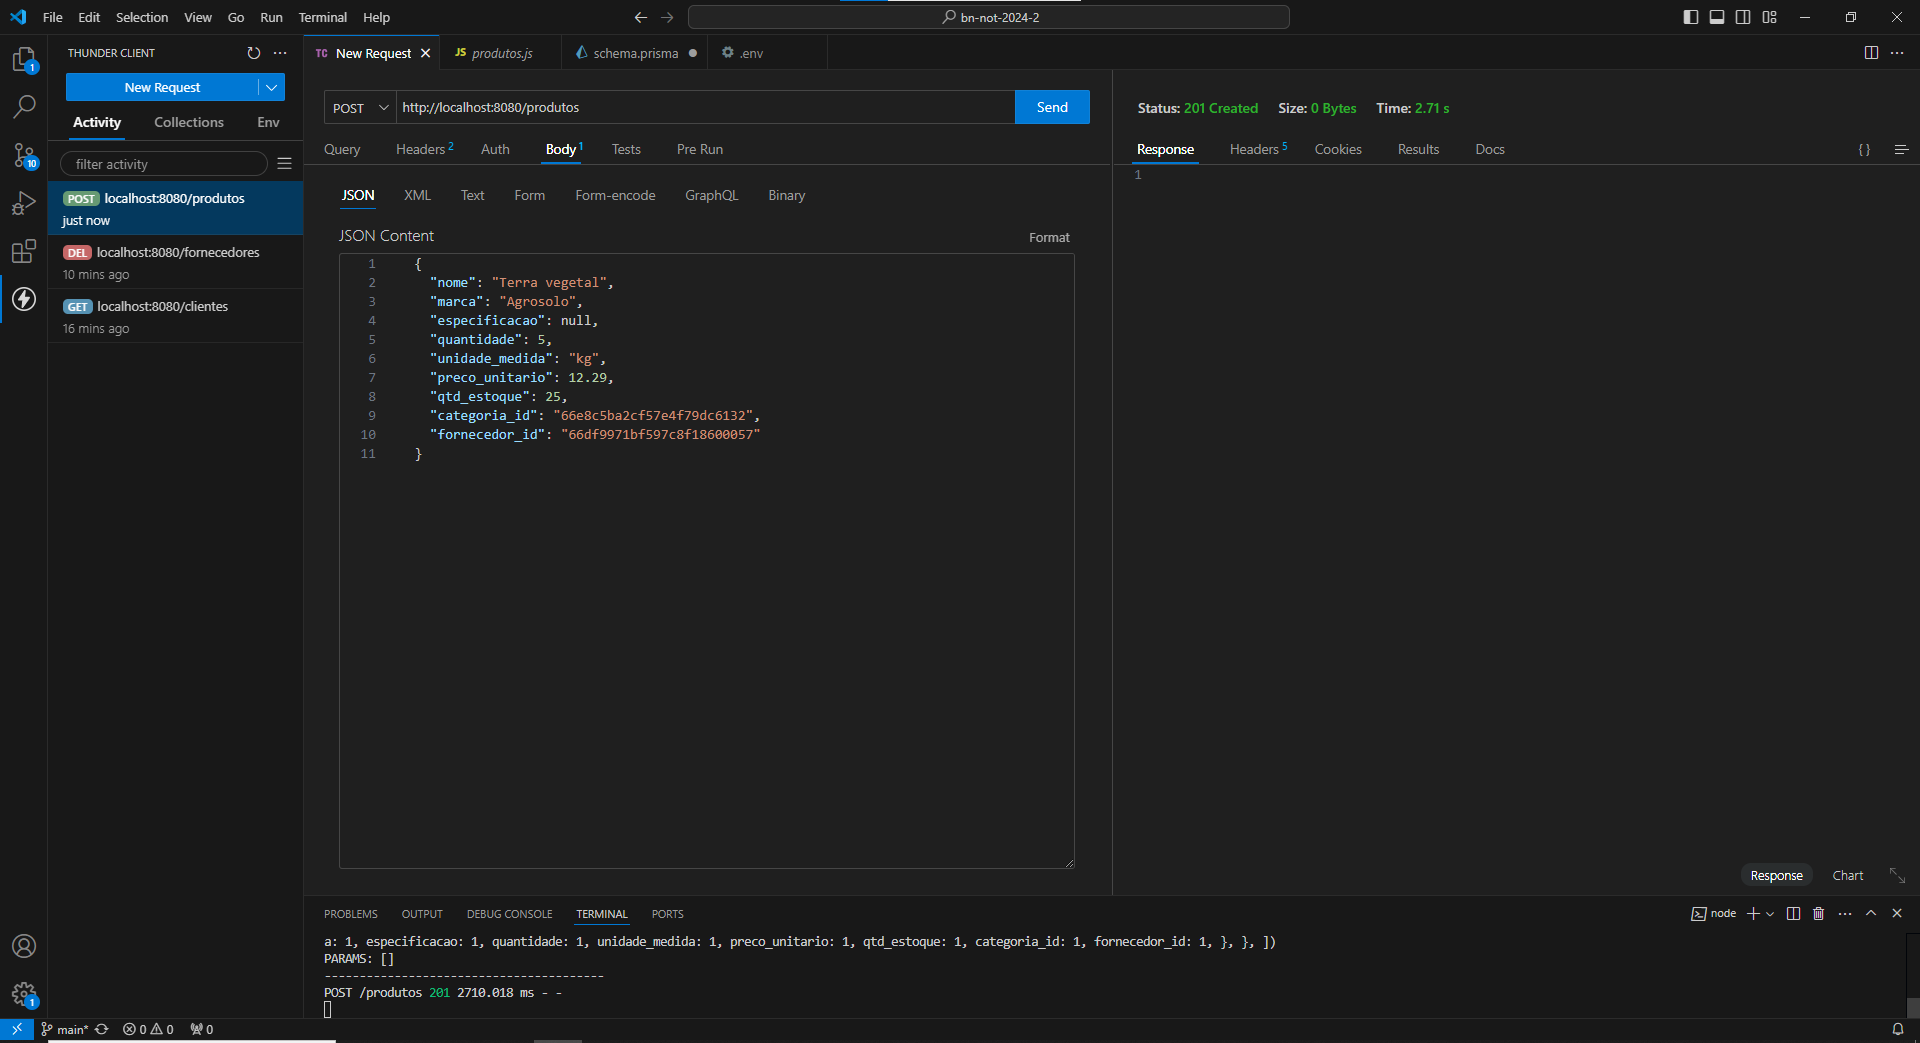 File Edit Selection View Go Run Terminal Help
bn-not-2024-2
THUNDER CLIENT
New Request
Activity Collections Env
filter activity
POST localhost:8080/produtos
just now
DEL localhost:8080/fornecedores
10 mins ago
GET localhost:8080/clientes
16 mins ago
1
10
1
TC New Request
JS produtos.js
schema.prisma
.env
POST http://localhost:8080/produtos Send
Query Headers 2 Auth Body 1 Tests Pre Run
JSON XML Text Form Form-encode GraphQL Binary
JSON Content Format
1 {
2 "nome": "Terra vegetal",
3 "marca": "Agrosolo",
4 "especificacao": null,
5 "quantidade": 5,
6 "unidade_medida": "kg",
7 "preco_unitario": 12.29,
8 "qtd_estoque": 25,
9 "categoria_id": "66e8c5ba2cf57e4f79dc6132",
10 "fornecedor_id": "66df9971bf597c8f18600057"
11 }
Status: 201 Created Size: 0 Bytes Time: 2.71 s
Response Headers 5 Cookies Results Docs { }
1
Response Chart
PROBLEMS OUTPUT DEBUG CONSOLE TERMINAL PORTS
node
a: 1, especificacao: 1, quantidade: 1, unidade_medida: 1, preco_unitario: 1, qtd_estoque: 1, categoria_id: 1, fornecedor_id: 1, }, }, ])
PARAMS: []
----------------------------------------
POST /produtos 201 2710.018 ms - -
main* 0 0 0